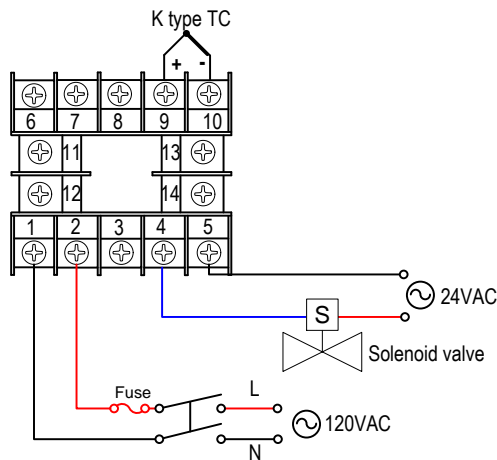 K type TC
+ -
6 7 8 9 10
11 13
12 14
1 2 3 4 5
24VAC
S
Solenoid valve
Fuse L
120VAC
N